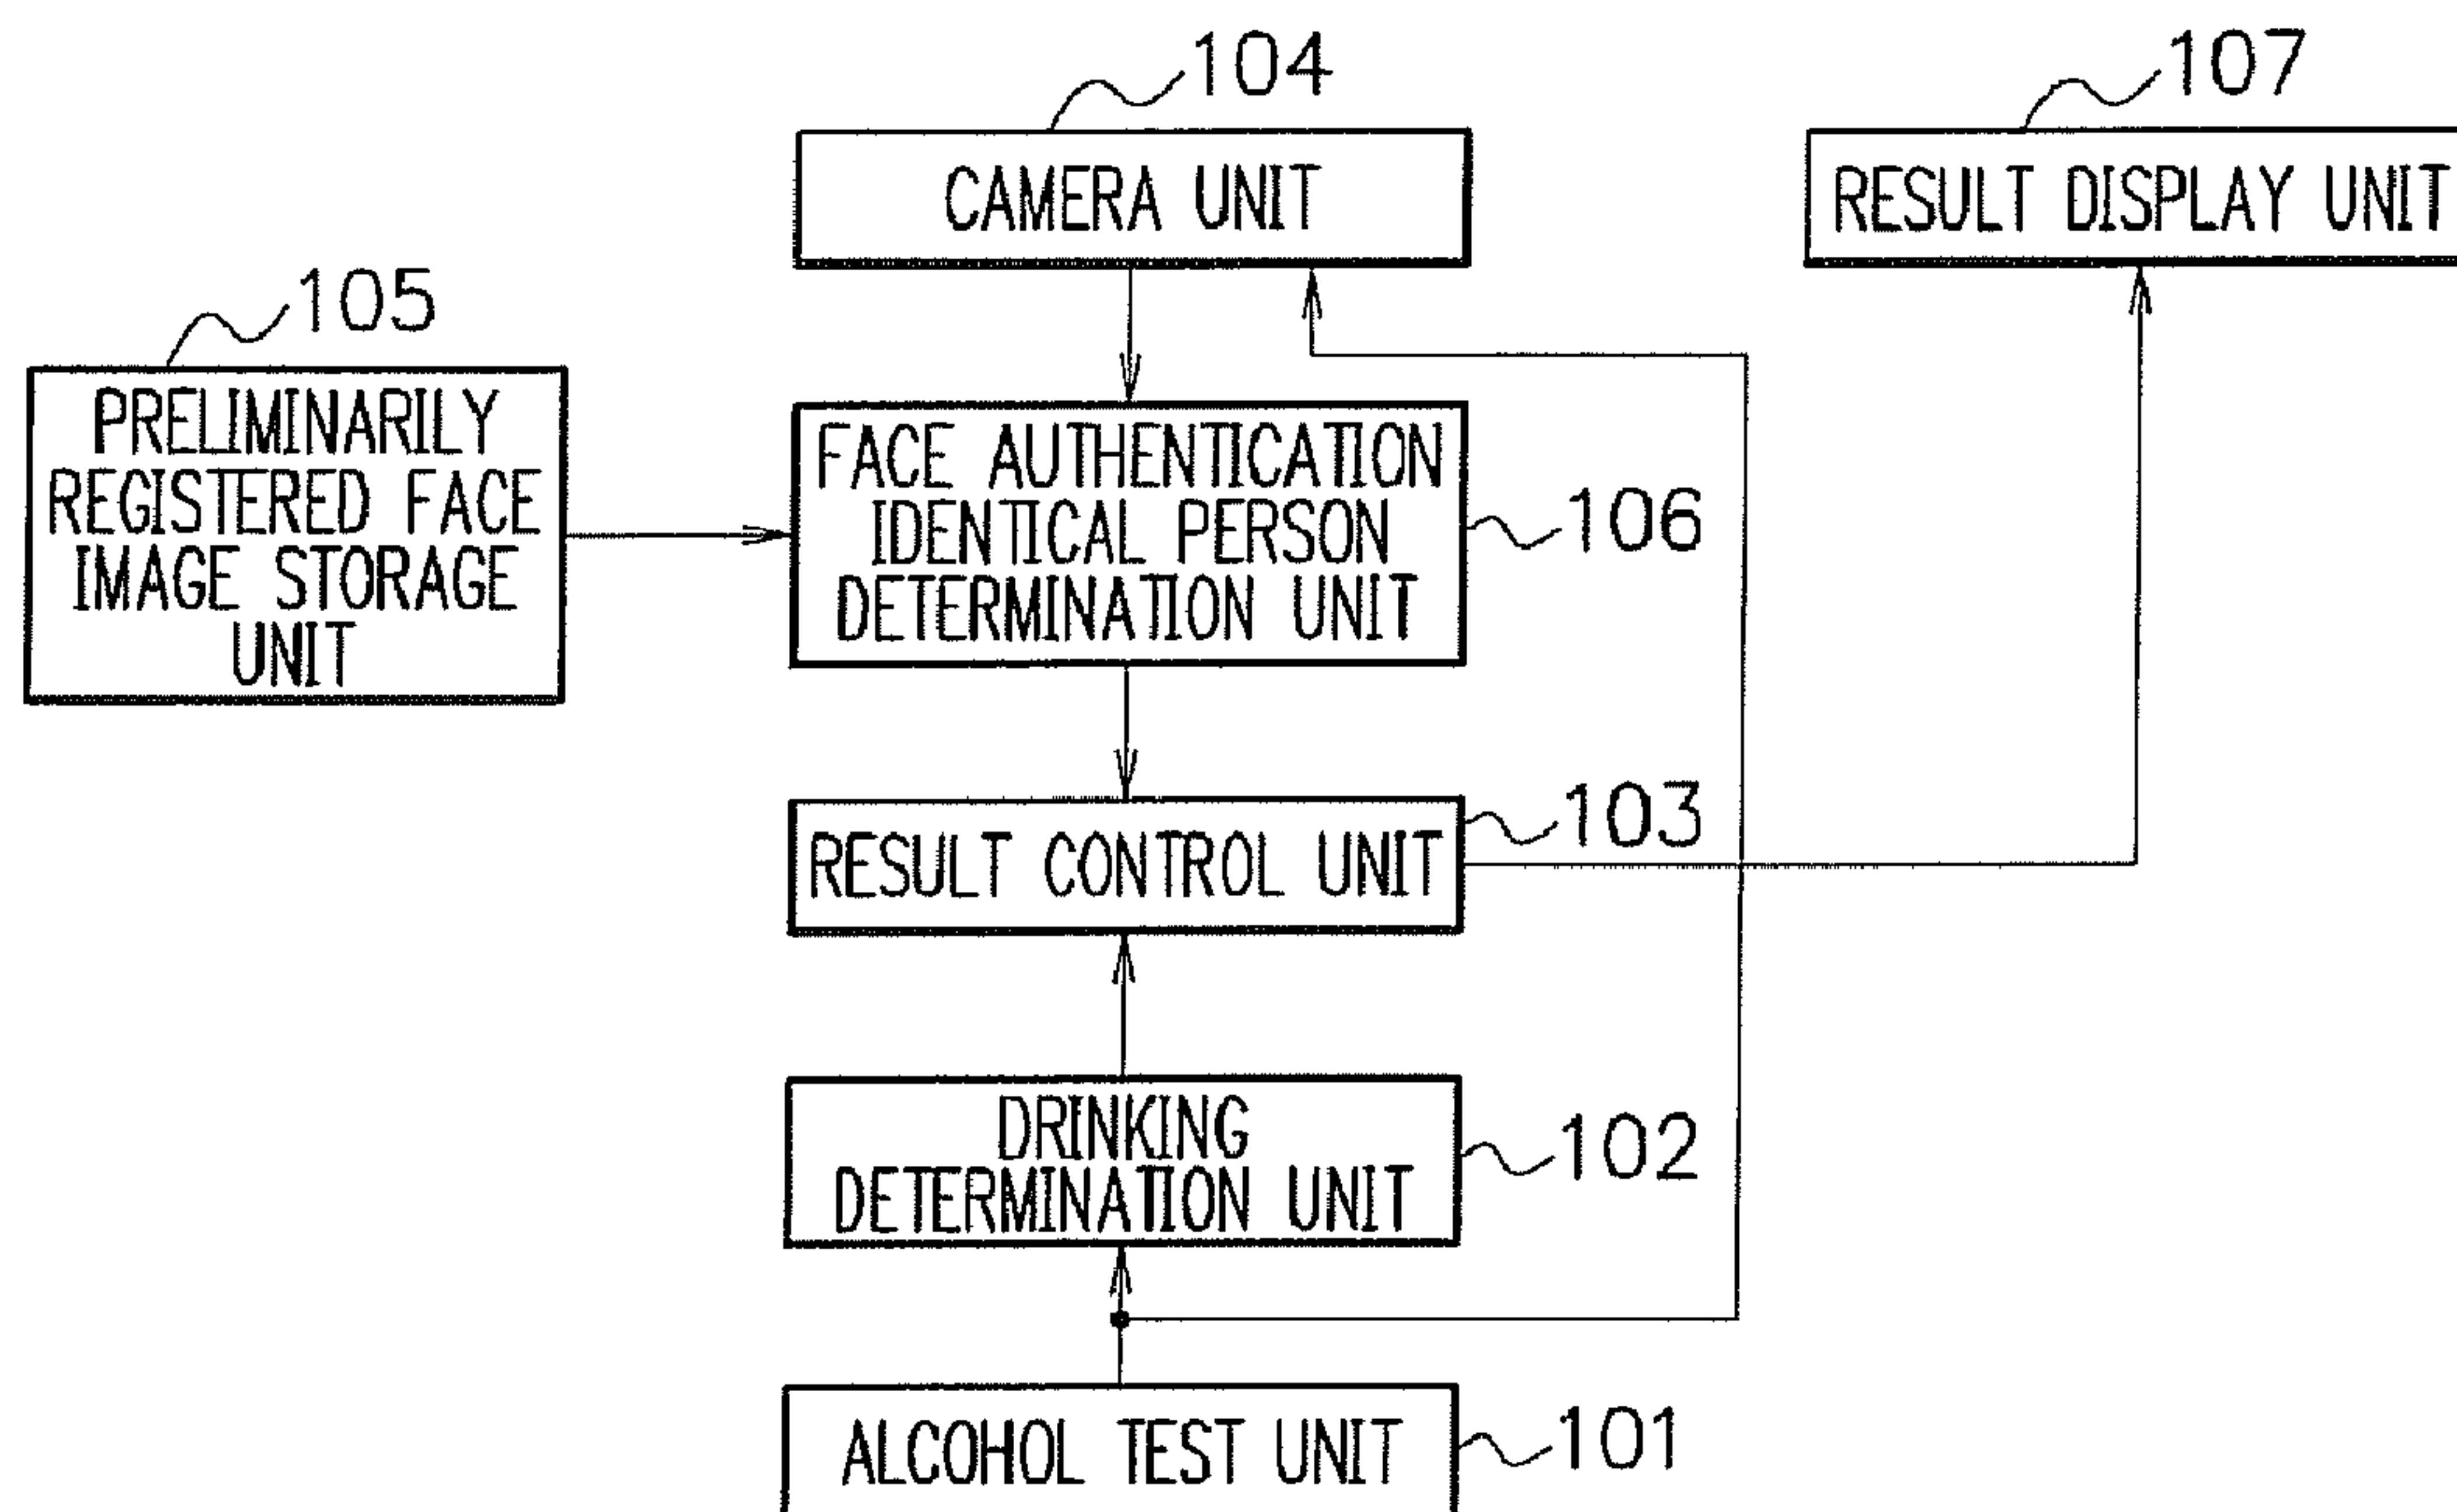 104
CAMERA UNIT
107
RESULT DISPLAY UNIT
105
PRELIMINARILY
REGISTERED FACE
IMAGE STORAGE
UNIT
FACE AUTHENTICATION
IDENTICAL PERSON
DETERMINATION UNIT
106
RESULT CONTROL UNIT
103
DRINKING
DETERMINATION UNIT
102
ALCOHOL TEST UNIT
101